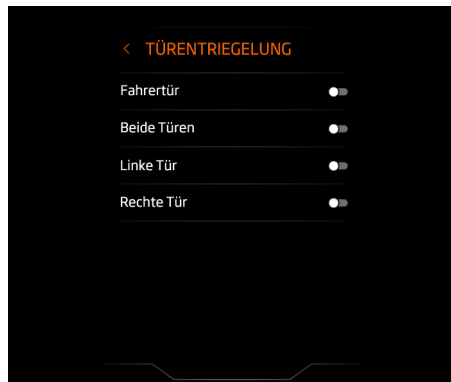 TÜRENTRIEGELUNG
Fahrertür
Beide Türen
Linke Tür
Rechte Tür